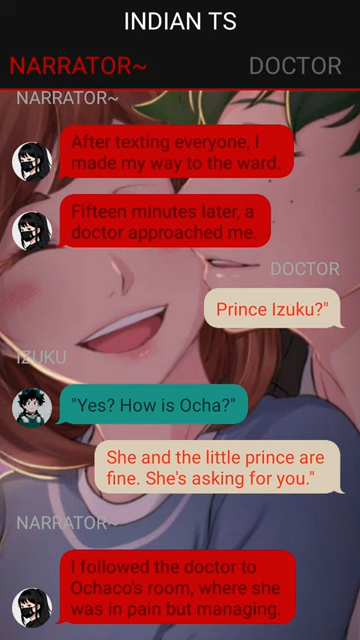 INDIAN TS
NARRATOR~
DOCTOR
NARRATOR~
After texting everyone, I
made my way to the ward.
Fifteen minutes later, a
doctor approached me.
DOCTOR
Prince Izuku?"
IZUKU
"Yes? How is Ocha?"
She and the little prince are
fine. She's asking for you."
NARRATOR~
I followed the doctor to
Ochaco's room, where she
was in pain but managing.